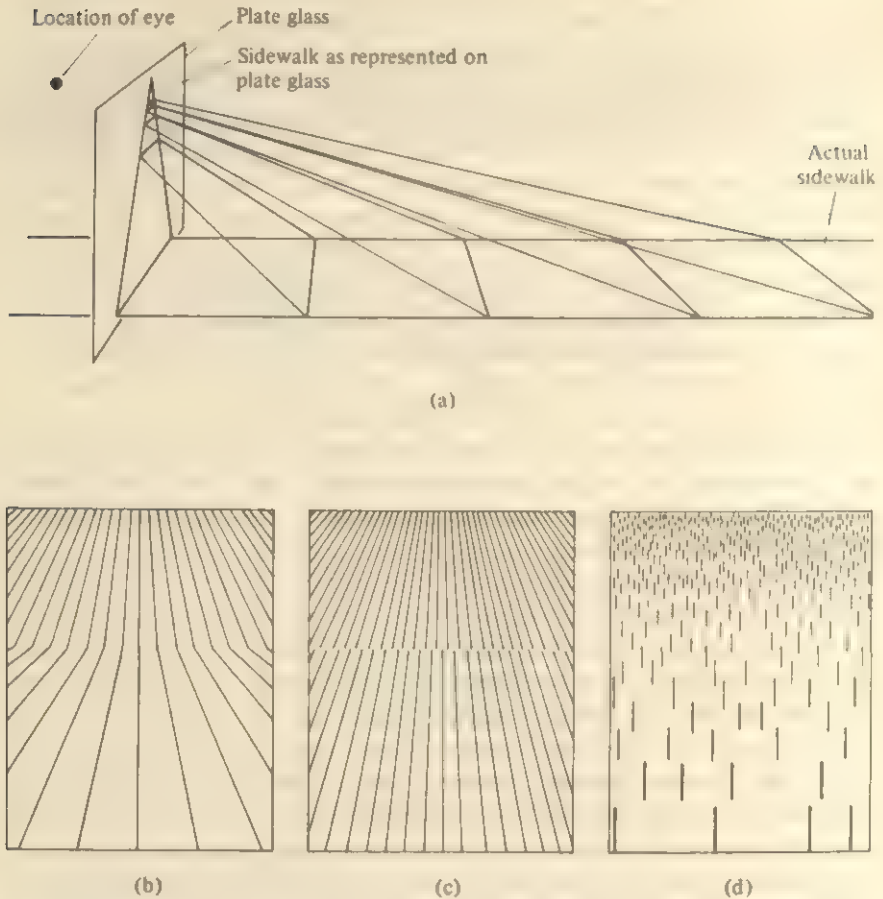 Location of eye
Plate glass
Sidewalk as represented on
plate glass
Actual
sidewalk
(a)
(b)
(c)
(d)